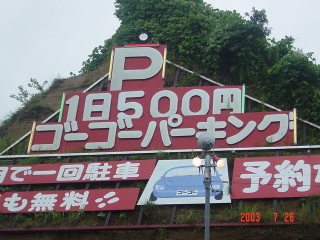 P
1日500円
ゴーゴーパーキング
円で一回駐車
予約
も無料
ゴーゴー
2003 7 26